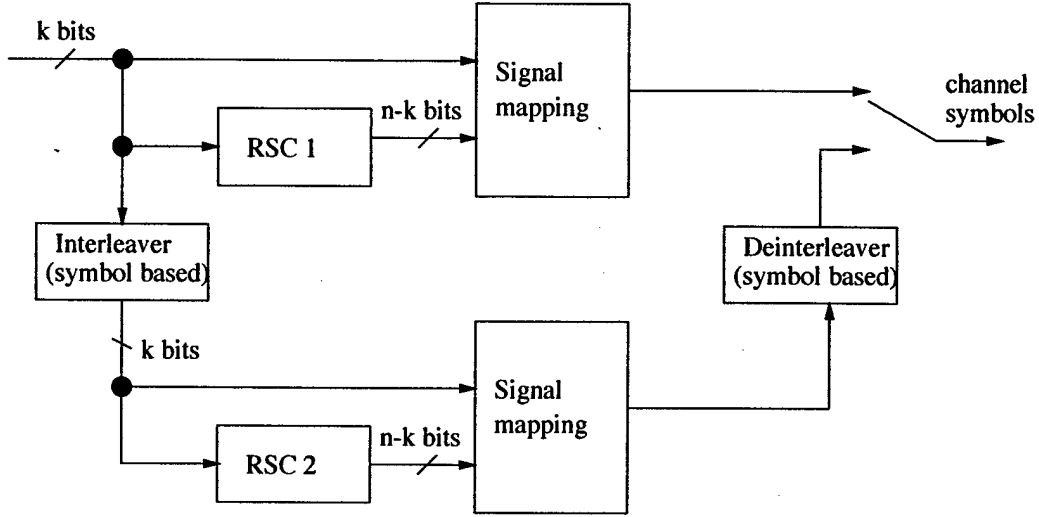 k bits
Signal
mapping
n-k bits
RSC 1
channel
symbols
Interleaver
(symbol based)
Deinterleaver
(symbol based)
k bits
Signal
mapping
n-k bits
RSC 2